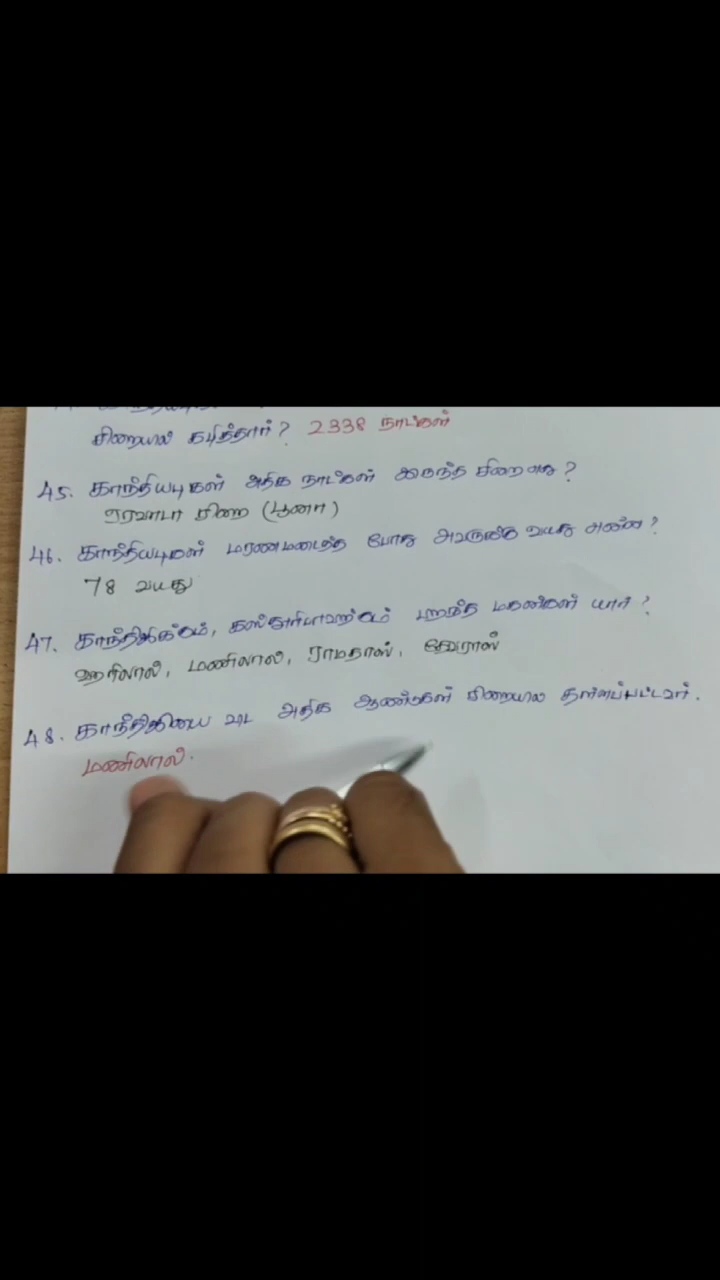 சிறையில் கழித்தார்? 2338 நாட்கள்
45. காந்தியடிகள் அதிக நாட்கள் இருந்த சிறை எது?
ஏரவாடா சிறை (பூனா)
46. காந்தியடிகள் மரணமடைந்த போது அவருக்கு வயது என்ன?
78 வயது
47. காந்திஜிக்கும், கஸ்தூரிபாவிற்கும் பிறந்த மகன்கள் யார்?
ஹரிலால், மணிலால், ராமதாஸ், தேவதாஸ்
48. காந்திஜியை விட அதிக ஆண்டுகள் சிறையில் தள்ளப்பட்டவர்.
மணிலால்.